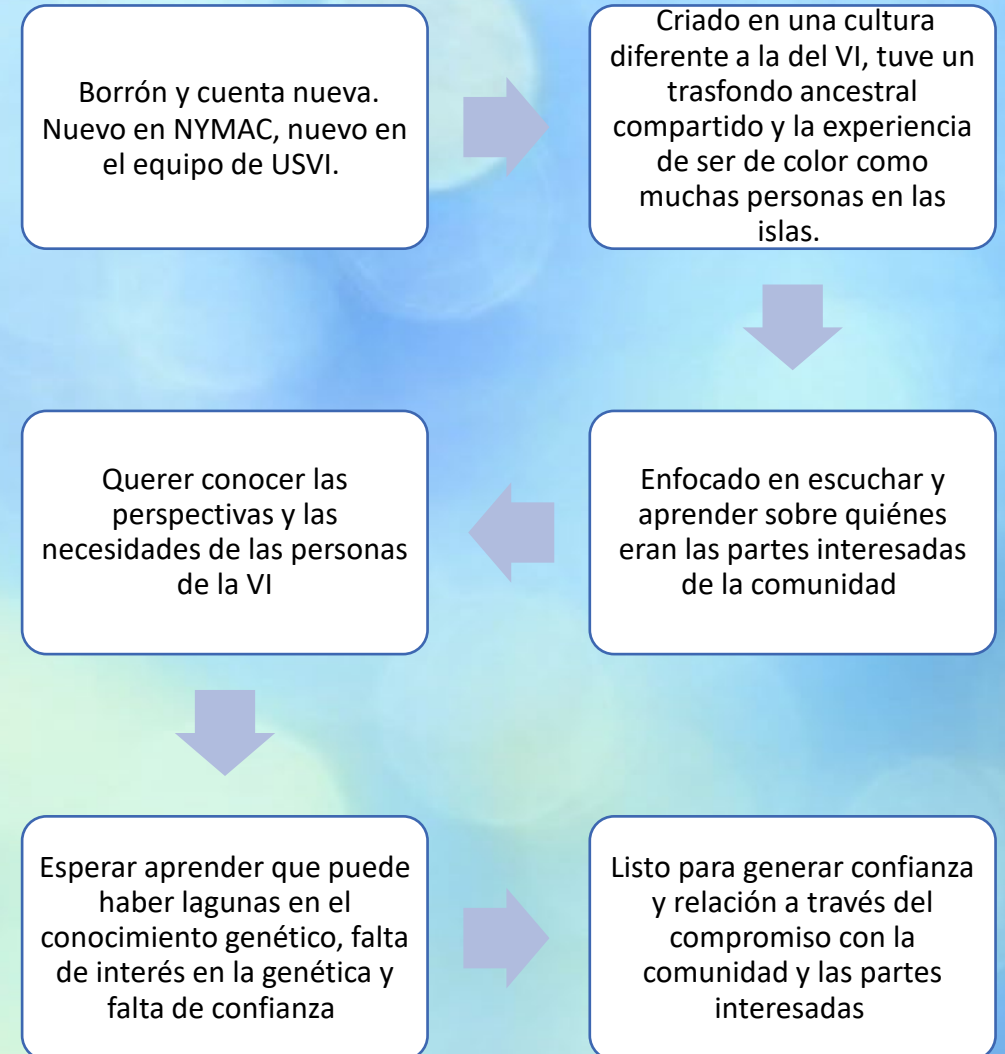 Borrón y cuenta nueva.
Nuevo en NYMAC, nuevo en
el equipo de USVI.
Criado en una cultura
diferente a la del VI, tuve un
trasfondo ancestral
compartido y la experiencia
de ser de color como
muchas personas en las
islas.
Enfocado en escuchar y
aprender sobre quiénes
eran las partes interesadas
de la comunidad
Querer conocer las
perspectivas y las
necesidades de las personas
de la VI
Esperar aprender que puede
haber lagunas en el
conocimiento genético, falta
de interés en la genética y
falta de confianza
Listo para generar confianza
y relación a través del
compromiso con la
comunidad y las partes
interesadas